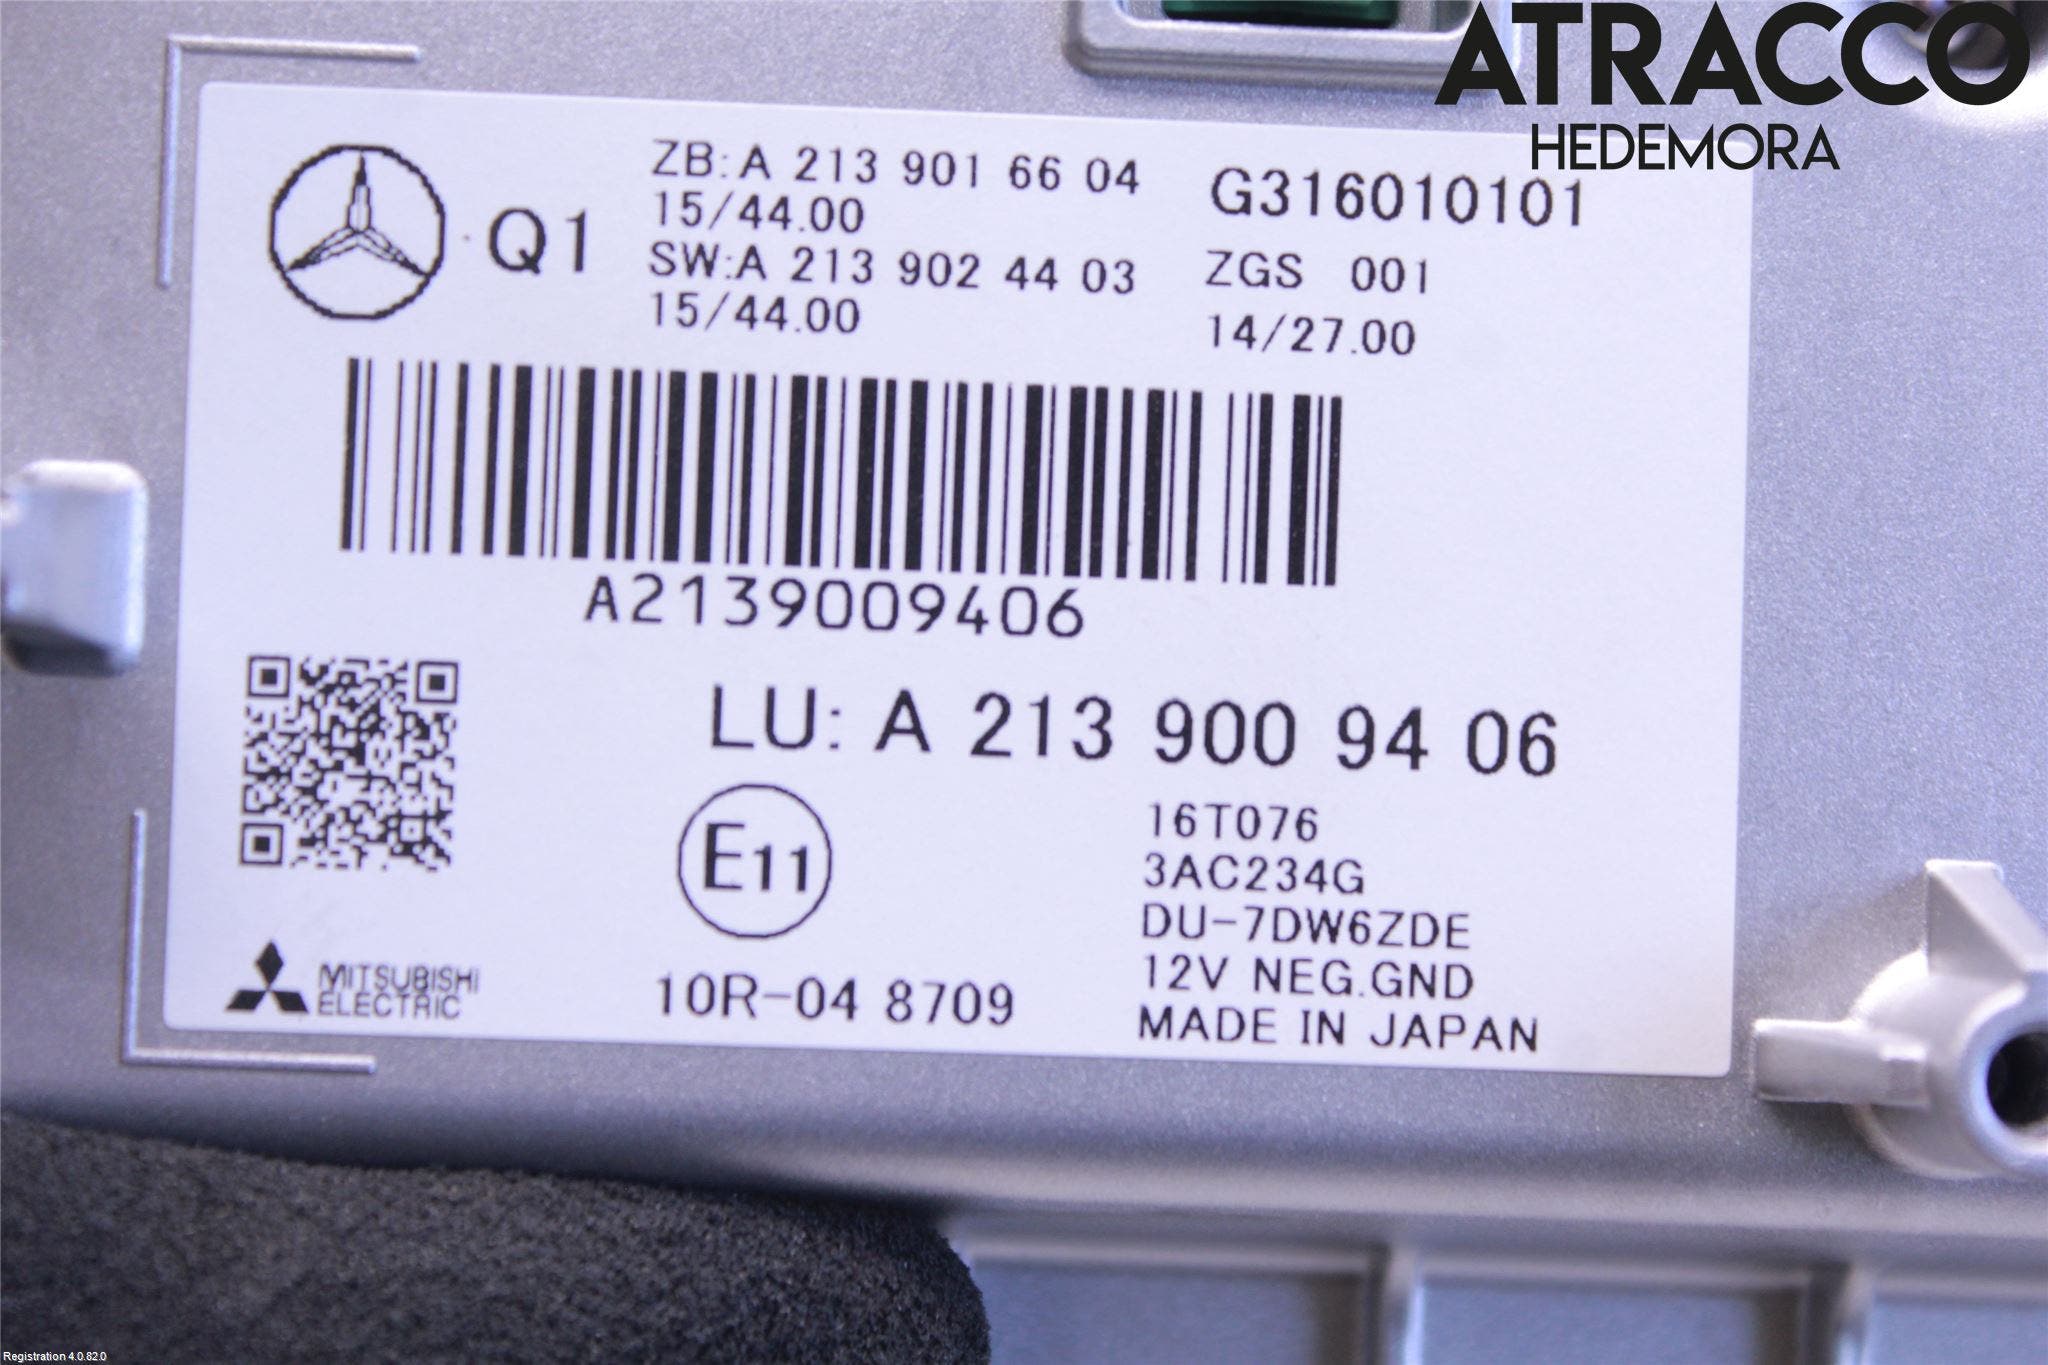 ATRACCO
HEDEMORA
Q1
ZB:A 213 901 66 04
15/44.00
SW:A 213 902 44 03
15/44.00
G316010101
ZGS 001
14/27.00
A2139009406
LU: A 213 900 94 06
E11
10R-04 8709
16T076
3AC234G
DU-7DW6ZDE
12V NEG.GND
MADE IN JAPAN
MITSUBISHI
ELECTRIC
Registration 4.0.82.0